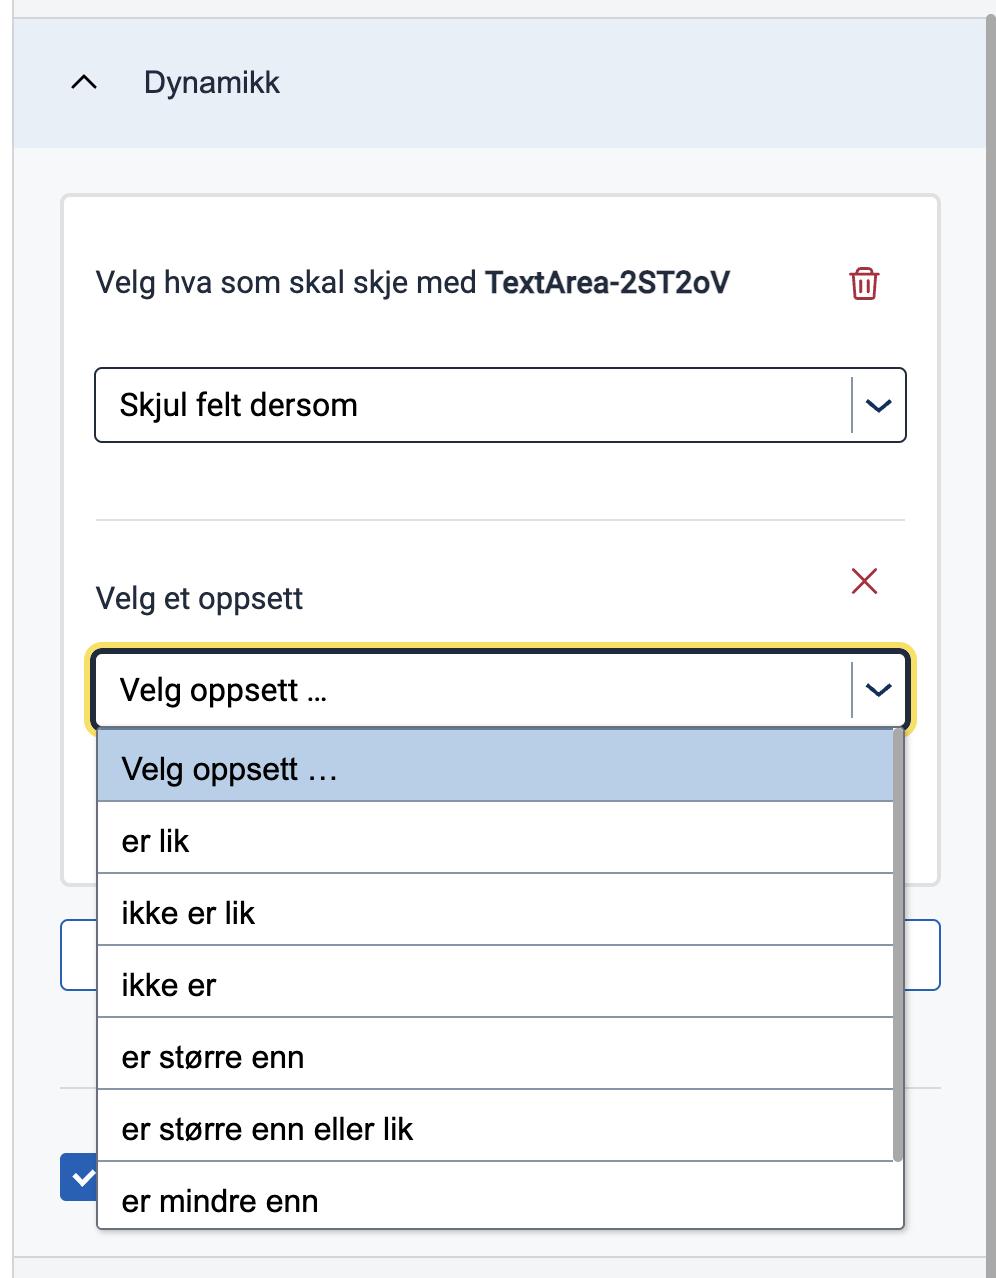 Dynamikk
Velg hva som skal skje med TextArea-2ST2oV
Skjul felt dersom
Velg et oppsett
Velg oppsett ...
Velg oppsett ...
er lik
ikke er lik
ikke er
er større enn
er større enn eller lik
er mindre enn